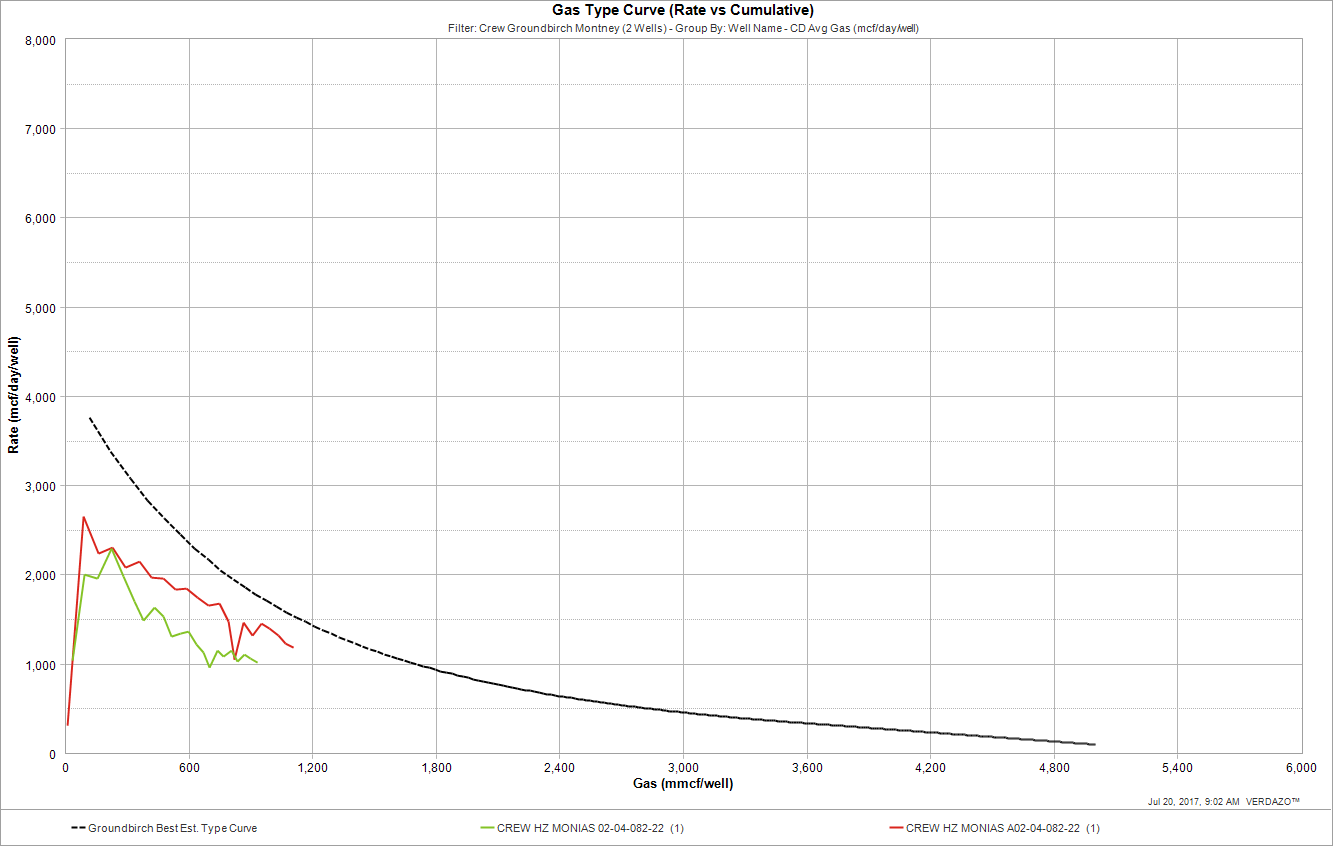 Gas Type Curve (Rate vs Cumulative)
Filter: Crew Groundbirch Montney (2 Wells) - Group By: Well Name - CD Avg Gas (mcf/day/well)
8,000
7,000
6,000
5,000
4,000
3,000
2,000
1,000
0
Rate (mcf/day/well)
0 600 1,200 1,800 2,400 3,000 3,600 4,200 4,800 5,400 6,000
Gas (mmcf/well)
Jul 20, 2017, 9:02 AM VERDAZO™
Groundbirch Best Est. Type Curve CREW HZ MONIAS 02-04-082-22 (1) CREW HZ MONIAS A02-04-082-22 (1)